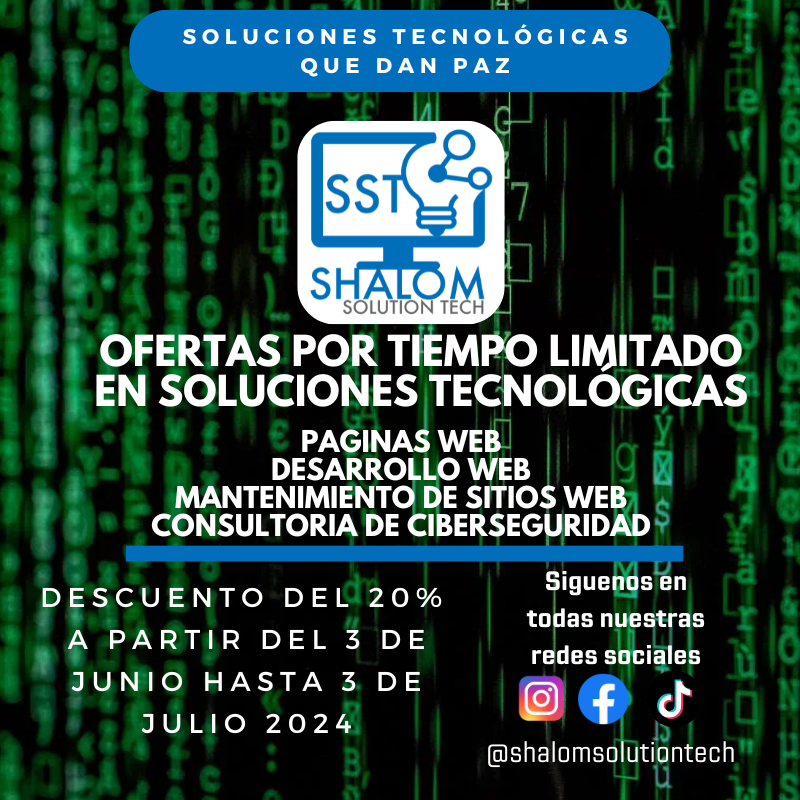 SOLUCIONES TECNOLÓGICAS
QUE DAN PAZ
SST
SHALOM
SOLUTION TECH
OFERTAS POR TIEMPO LIMITADO
EN SOLUCIONES TECNOLÓGICAS
PAGINAS WEB
DESARROLLO WEB
MANTENIMIENTO DE SITIOS WEB
CONSULTORIA DE CIBERSEGURIDAD
DESCUENTO DEL 20%
A PARTIR DEL 3 DE
JUNIO HASTA 3 DE
JULIO 2024
Siguenos en
todas nuestras
redes sociales
@shalomsolutiontech